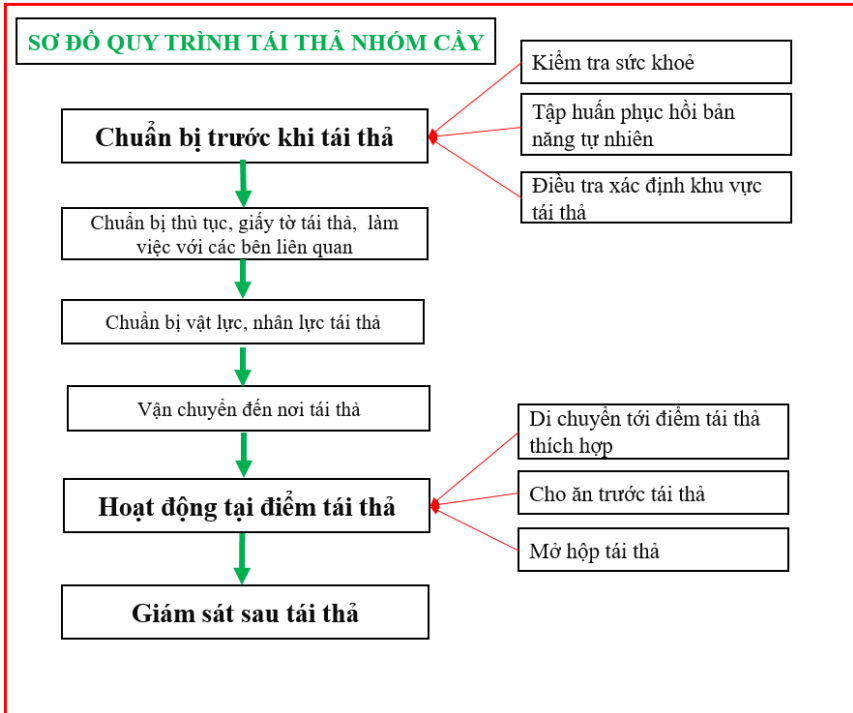 SƠ ĐỒ QUY TRÌNH TÁI THẢ NHÓM CẦY
Chuẩn bị trước khi tái thả
Kiểm tra sức khoẻ
Tập huấn phục hồi bản
năng tự nhiên
Điều tra xác định khu vực
tái thả
Chuẩn bị thủ tục, giấy tờ tái thả, làm
việc với các bên liên quan
Chuẩn bị vật lực, nhân lực tái thả
Vận chuyển đến nơi tái thả
Hoạt động tại điểm tái thả
Di chuyển tới điểm tái thả
thích hợp
Cho ăn trước tái thả
Mở hộp tái thả
Giám sát sau tái thả